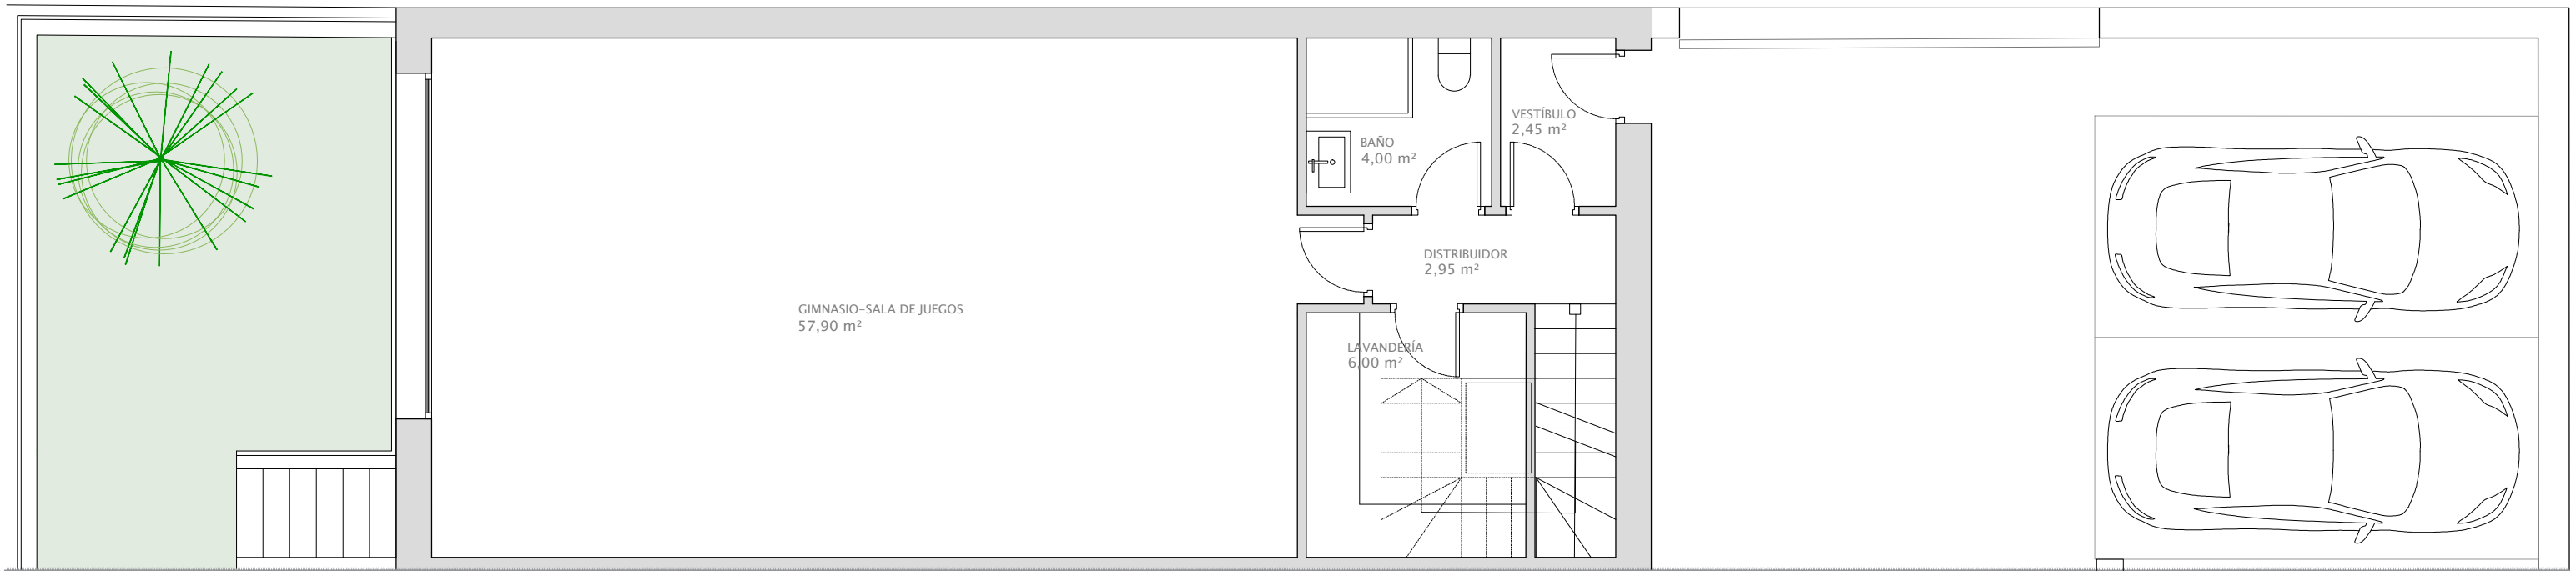 VESTÍBULO
2,45 m²
BAÑO
4,00 m²
DISTRIBUIDOR
2,95 m²
GIMNASIO-SALA DE JUEGOS
57,90 m²
LAVANDERÍA
6,00 m²